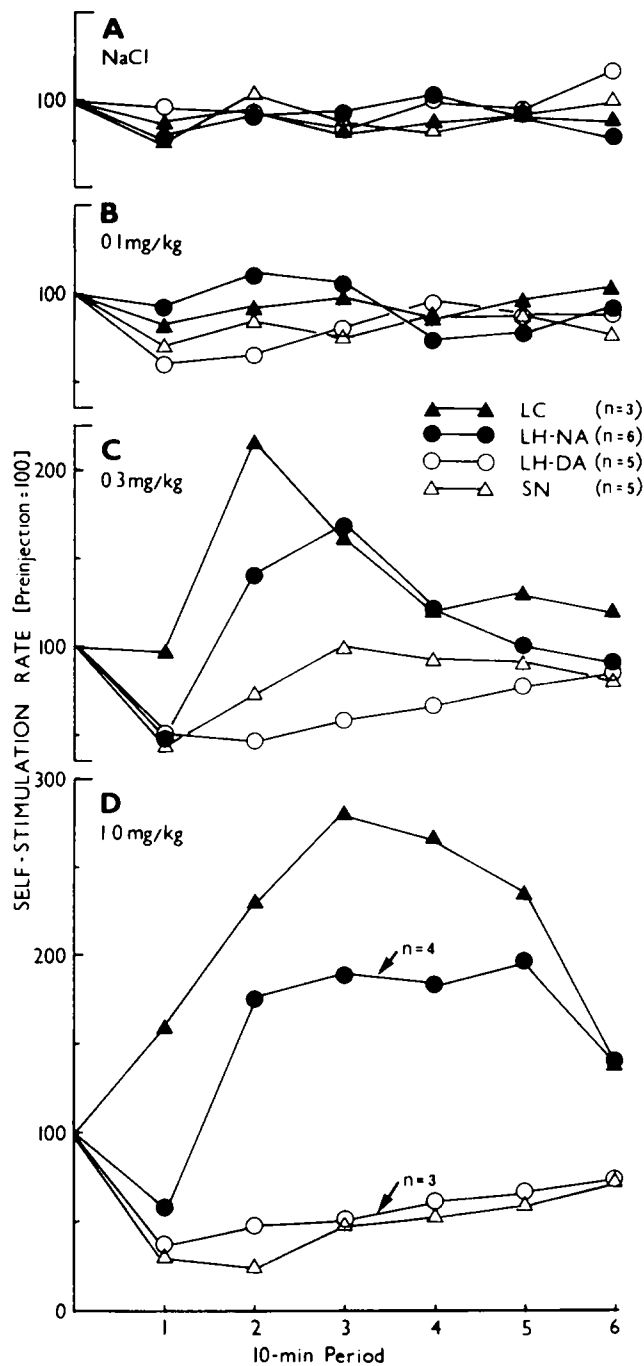 A
NaCl
100
B
0.1mg/kg
100
LC (n=3)
LH-NA (n=6)
LH-DA (n=5)
SN (n=5)
C
0.3mg/kg
200
100
SELF-STIMULATION RATE [Preinjection=100]
D
1.0mg/kg
300
200
100
0
n=4
n=3
1 2 3 4 5 6
10-min Period